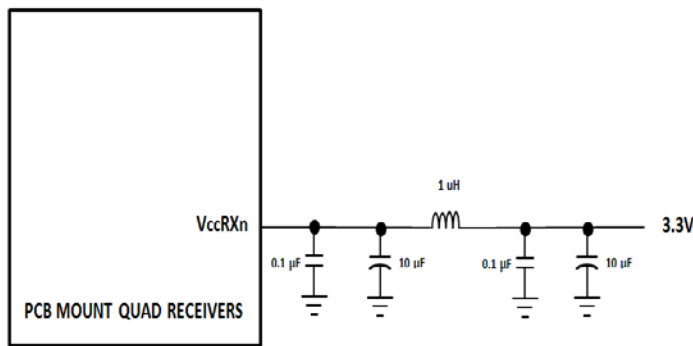 1 uH
VccRXn
3.3V
0.1 µF
10 µF
0.1 µF
10 µF
PCB MOUNT QUAD RECEIVERS